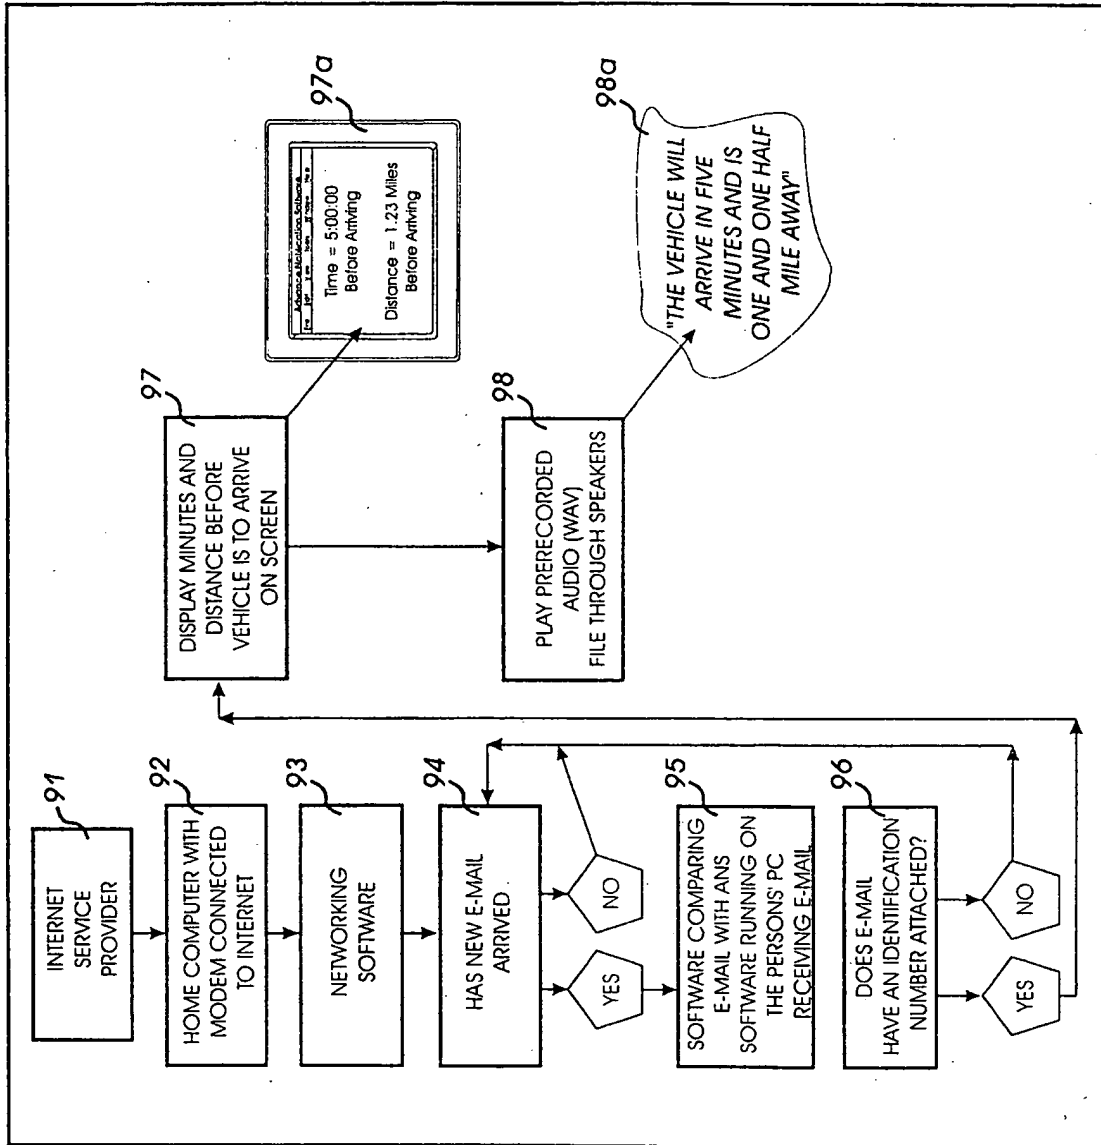 91
INTERNET
SERVICE
PROVIDER
92
HOME COMPUTER WITH
MODEM CONNECTED
TO INTERNET
93
NETWORKING
SOFTWARE
94
HAS NEW E-MAIL
ARRIVED
YES
NO
95
SOFTWARE COMPARING
E-MAIL WITH ANS
SOFTWARE RUNNING ON
THE PERSONS' PC
RECEIVING E-MAIL
96
DOES E-MAIL
HAVE AN IDENTIFICATION
NUMBER ATTACHED?
YES
NO
97
DISPLAY MINUTES AND
DISTANCE BEFORE
VEHICLE IS TO ARRIVE
ON SCREEN
97a
Advance Notification Software
Time = 5:00:00
Before Arriving
Distance = 1.23 Miles
Before Arriving
98
PLAY PRERECORDED
AUDIO (WAV)
FILE THROUGH SPEAKERS
98a
"THE VEHICLE WILL
ARRIVE IN FIVE
MINUTES AND IS
ONE AND ONE HALF
MILE AWAY"